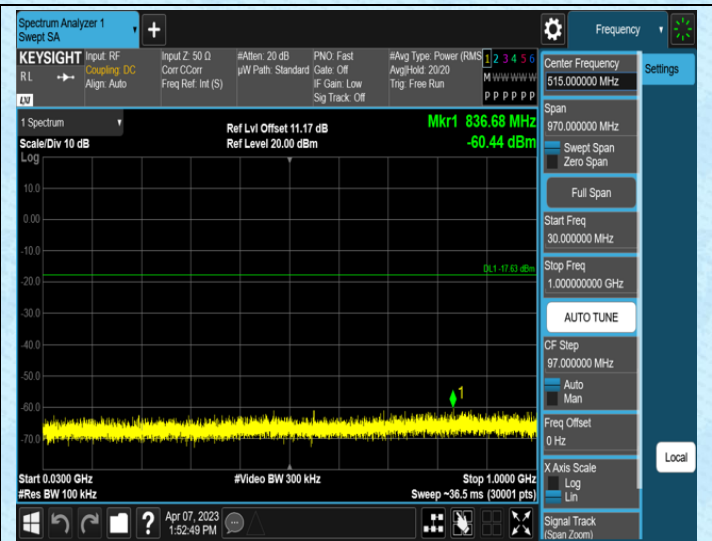 Spectrum Analyzer 1
Swept SA
+
Frequency
KEYSIGHT
RL
LXI
Input: RF
Coupling: DC
Align: Auto
Input Z: 50 Ω
Corr CCorr
Freq Ref: Int (S)
#Atten: 20 dB
µW Path: Standard
PNO: Fast
Gate: Off
IF Gain: Low
Sig Track: Off
#Avg Type: Power (RMS
Avg|Hold: 20/20
Trig: Free Run
1 2 3 4 5 6
M W W W W W
P P P P P P
1 Spectrum
Scale/Div 10 dB
Ref Lvl Offset 11.17 dB
Ref Level 20.00 dBm
Mkr1 836.68 MHz
-60.44 dBm
Log
10.0
0.00
-10.0
DL1 -17.63 dBm
-20.0
-30.0
-40.0
-50.0
1
-60.0
-70.0
Start 0.0300 GHz
#Res BW 100 kHz
#Video BW 300 kHz
Stop 1.0000 GHz
Sweep ~36.5 ms (30001 pts)
?
Apr 07, 2023
1:52:49 PM
Center Frequency
515.000000 MHz
Settings
Span
970.000000 MHz
Swept Span
Zero Span
Full Span
Start Freq
30.000000 MHz
Stop Freq
1.000000000 GHz
AUTO TUNE
CF Step
97.000000 MHz
Auto
Man
Freq Offset
0 Hz
X Axis Scale
Log
Lin
Signal Track
(Span Zoom)
Local